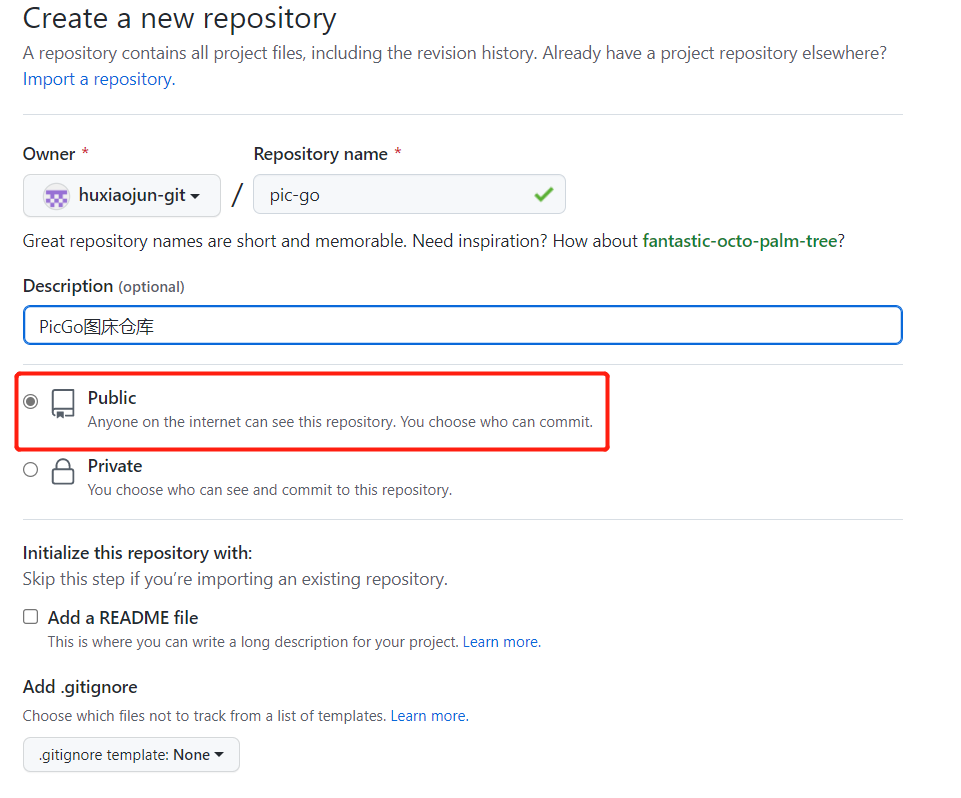 Create a new repository
A repository contains all project files, including the revision history. Already have a project repository elsewhere?
Import a repository.
Owner *
Repository name *
huxiaojun-git
/
pic-go
Great repository names are short and memorable. Need inspiration? How about fantastic-octo-palm-tree?
Description (optional)
PicGo图床仓库
Public
Anyone on the internet can see this repository. You choose who can commit.
Private
You choose who can see and commit to this repository.
Initialize this repository with:
Skip this step if you're importing an existing repository.
Add a README file
This is where you can write a long description for your project. Learn more.
Add .gitignore
Choose which files not to track from a list of templates. Learn more.
.gitignore template: None